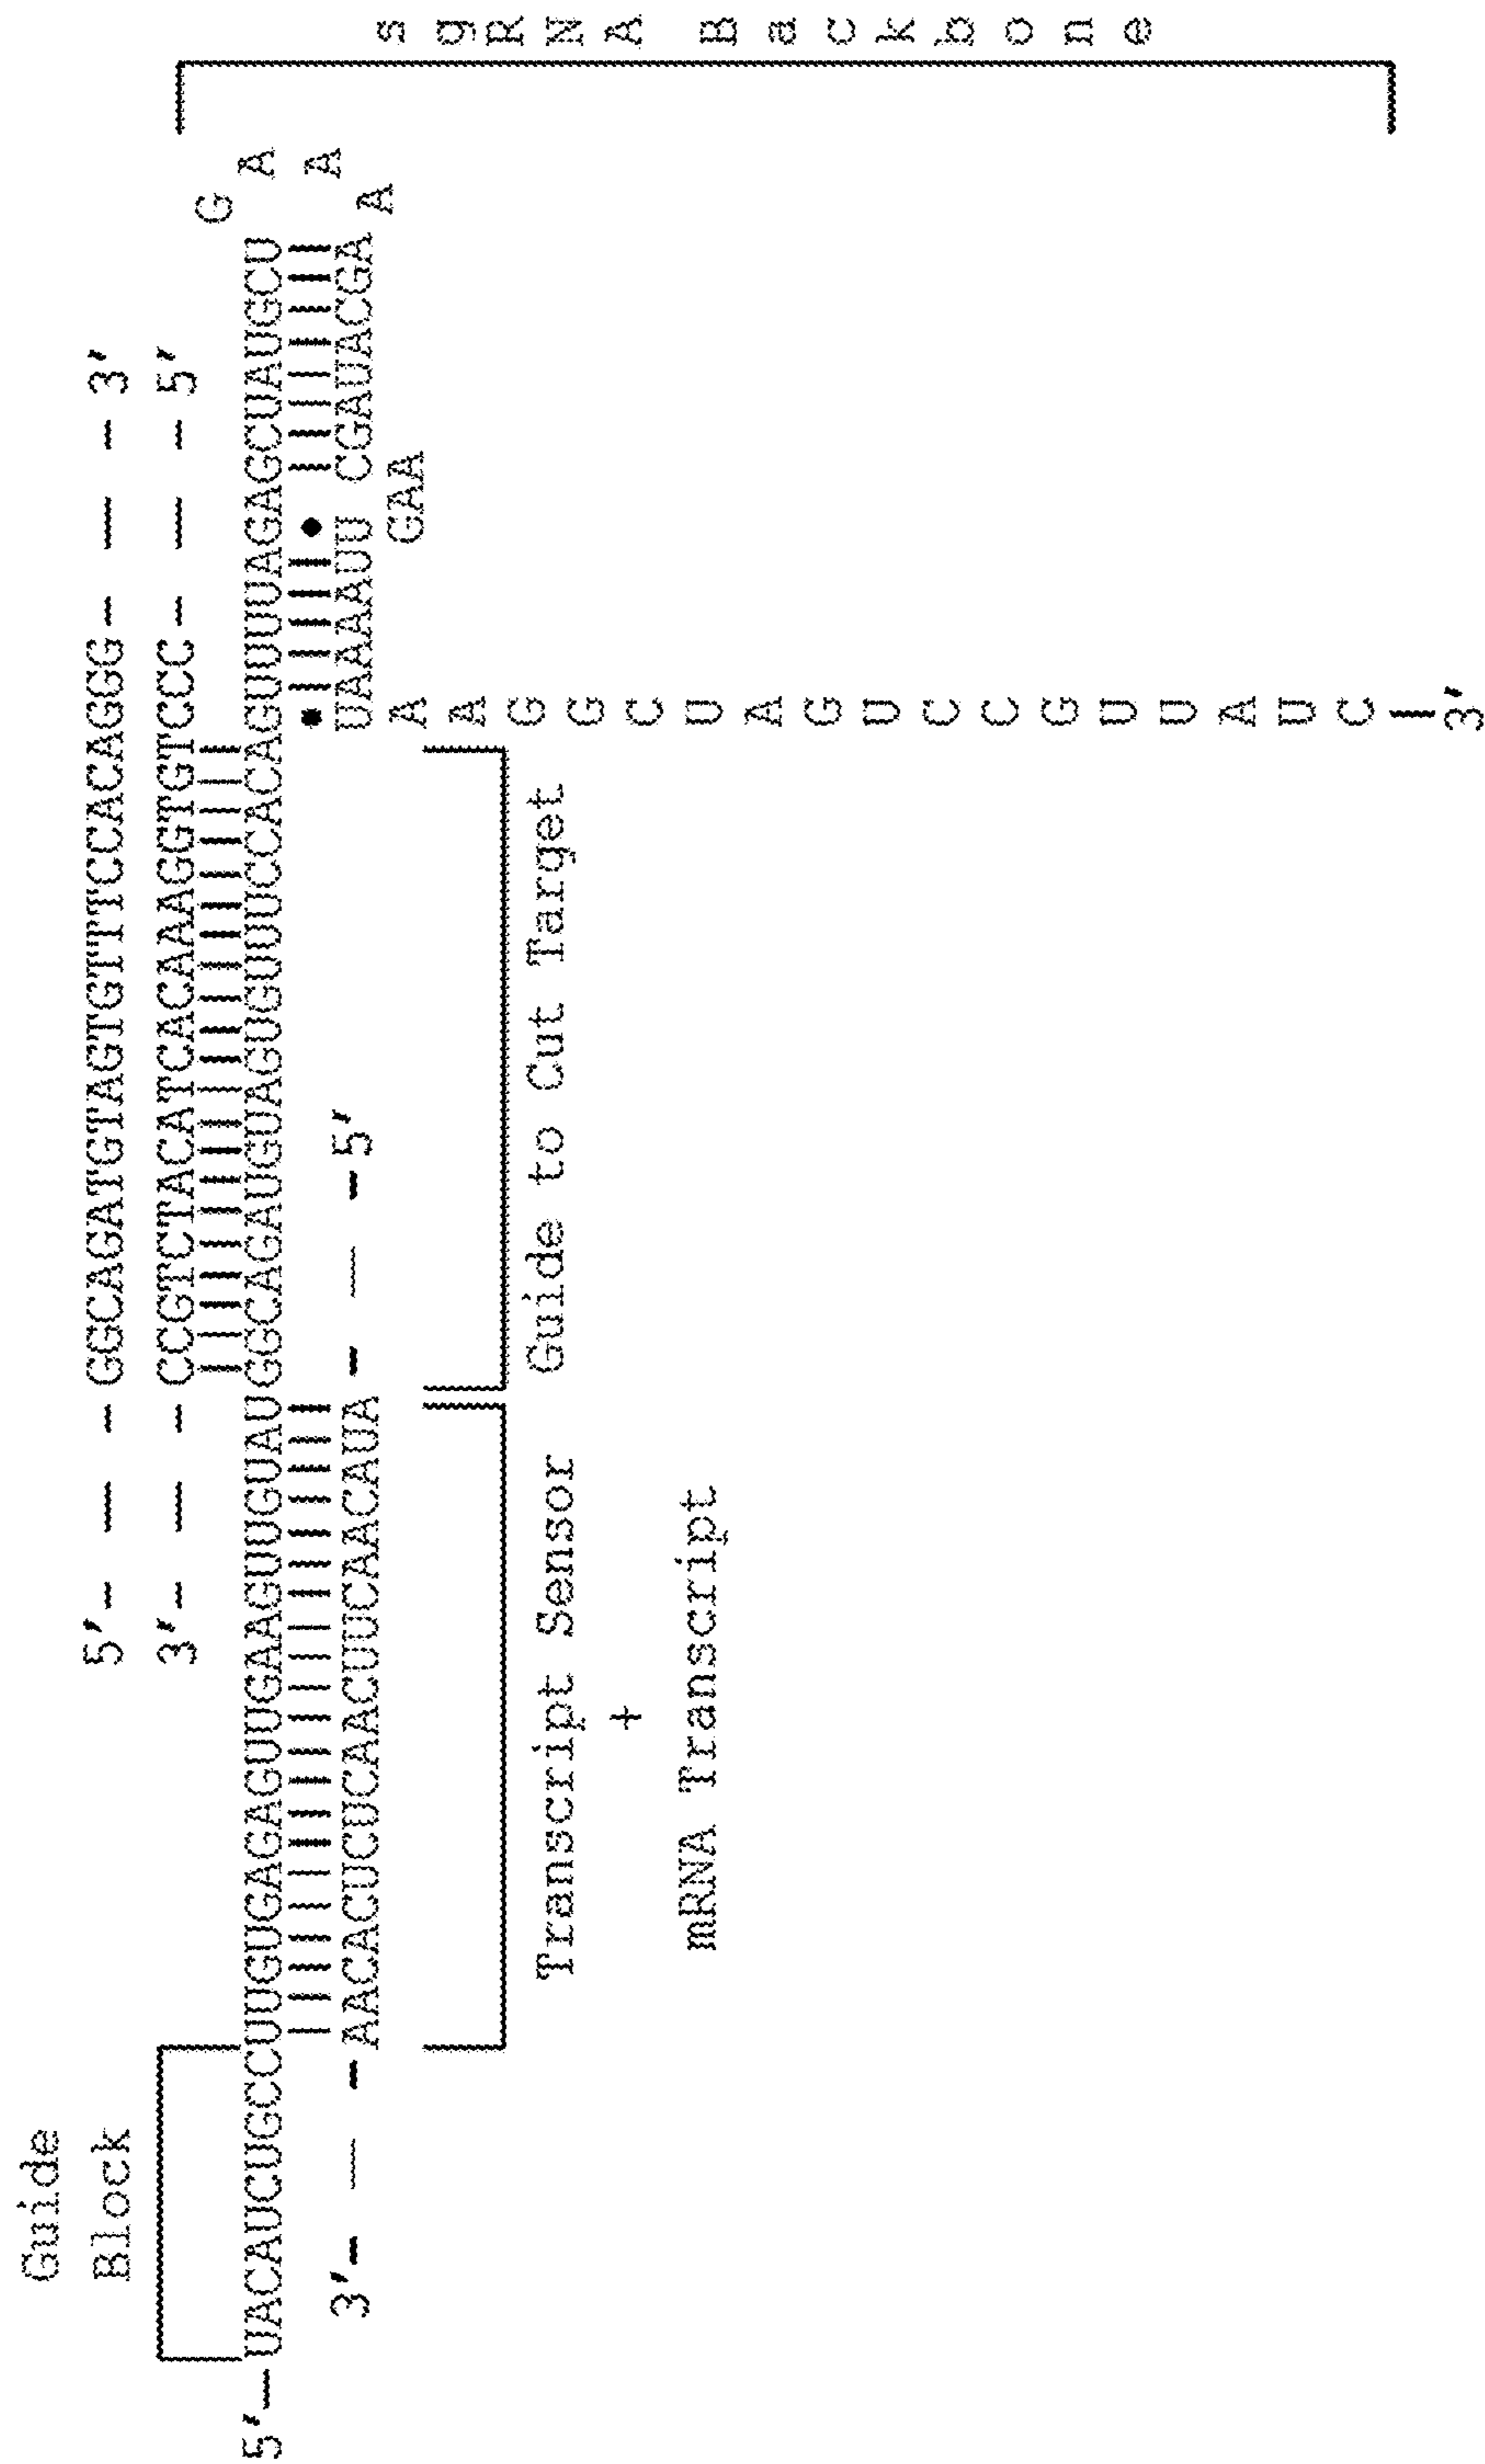 Guide
Block
5'— — —GGCAGATGTAGTGTTTCCACAGGG— — — 3'
3'— — —CCGTCTACATCACAAAGGTGTCCC— — — 5'
5'—UACAUCUGCCUUGUGAGAGUUGAAGUUGUAUGGCAGAUGUAGUGUUUCCACAGUUUUAGAGCUAUGCU
G
A
A
A
3'— — —AACACUCUCAACUUCAACAUA— — —5'
UAAAAUU CGAUACGA
GAA
A
A
G
G
C
U
A
G
U
C
C
G
U
U
A
U
C
3'
Transcript Sensor
+
mRNA Transcript
Guide to Cut Target
sgRNA Backbone